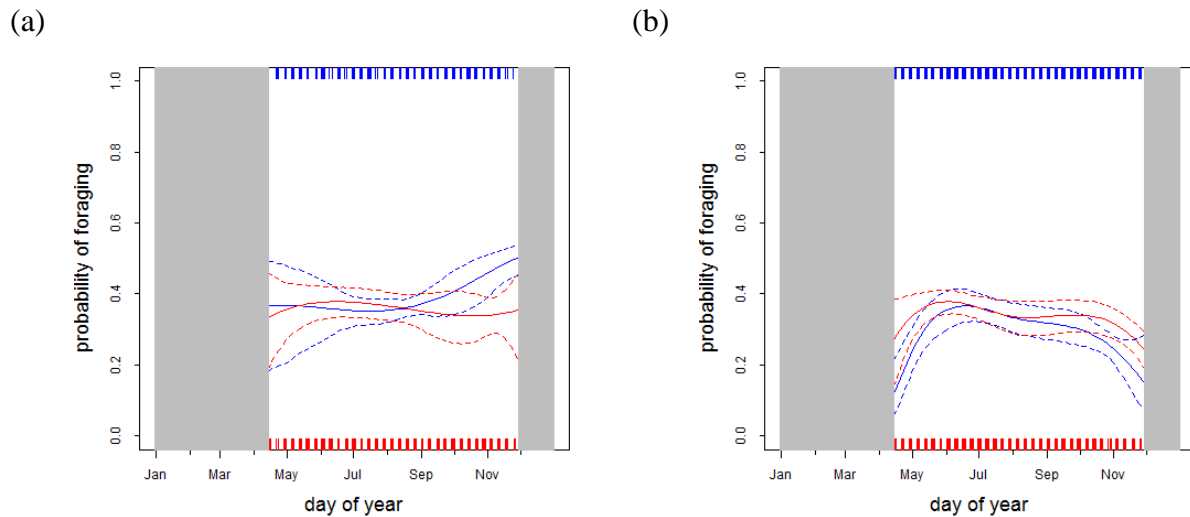 (a)
(b)
probability of foraging
1.0
0.8
0.6
0.4
0.2
0.0
Jan Mar May Jul Sep Nov
day of year
probability of foraging
1.0
0.8
0.6
0.4
0.2
0.0
Jan Mar May Jul Sep Nov
day of year